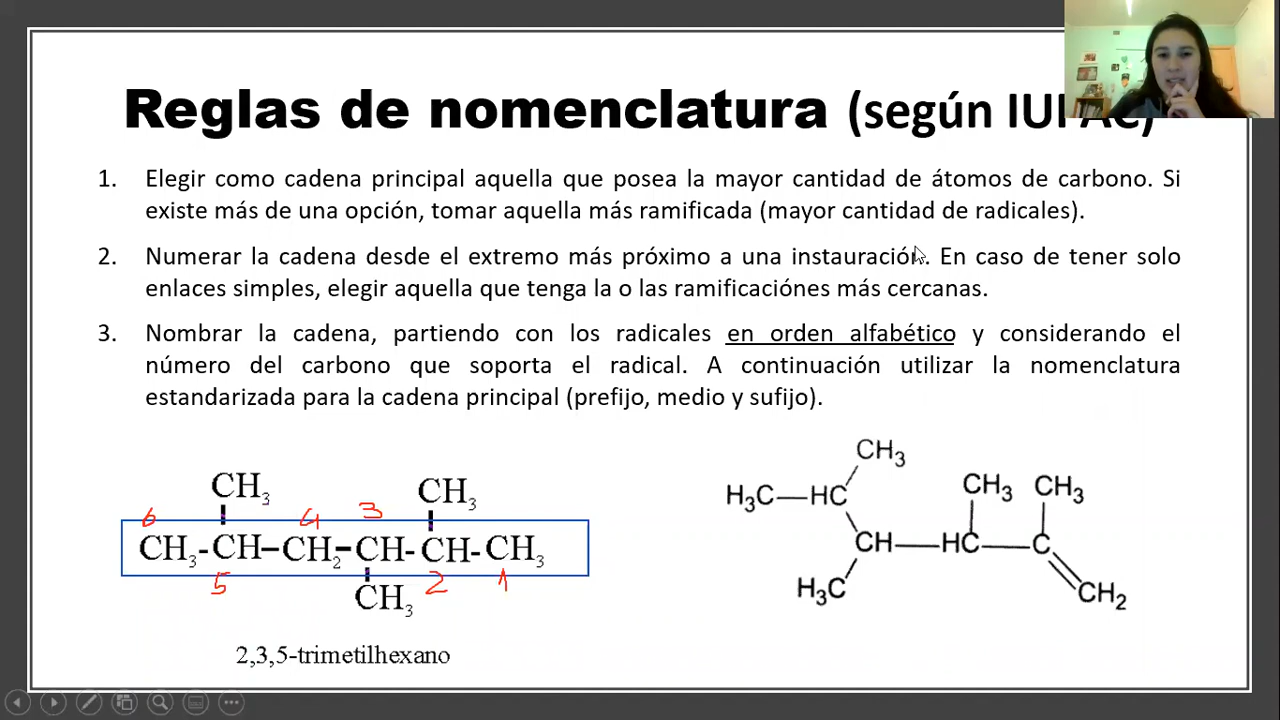 Reglas de nomenclatura (según IUPAC)
1. Elegir como cadena principal aquella que posea la mayor cantidad de átomos de carbono. Si
existe más de una opción, tomar aquella más ramificada (mayor cantidad de radicales).
2. Numerar la cadena desde el extremo más próximo a una instauración. En caso de tener solo
enlaces simples, elegir aquella que tenga la o las ramificaciónes más cercanas.
3. Nombrar la cadena, partiendo con los radicales en orden alfabético y considerando el
número del carbono que soporta el radical. A continuación utilizar la nomenclatura
estandarizada para la cadena principal (prefijo, medio y sufijo).
CH3 CH3
6 4 3
CH3-CH-CH2-CH-CH-CH3
5 2 1
CH3
2,3,5-trimetilhexano
CH3
H3C-HC CH3 CH3
CH-HC-C
H3C CH2